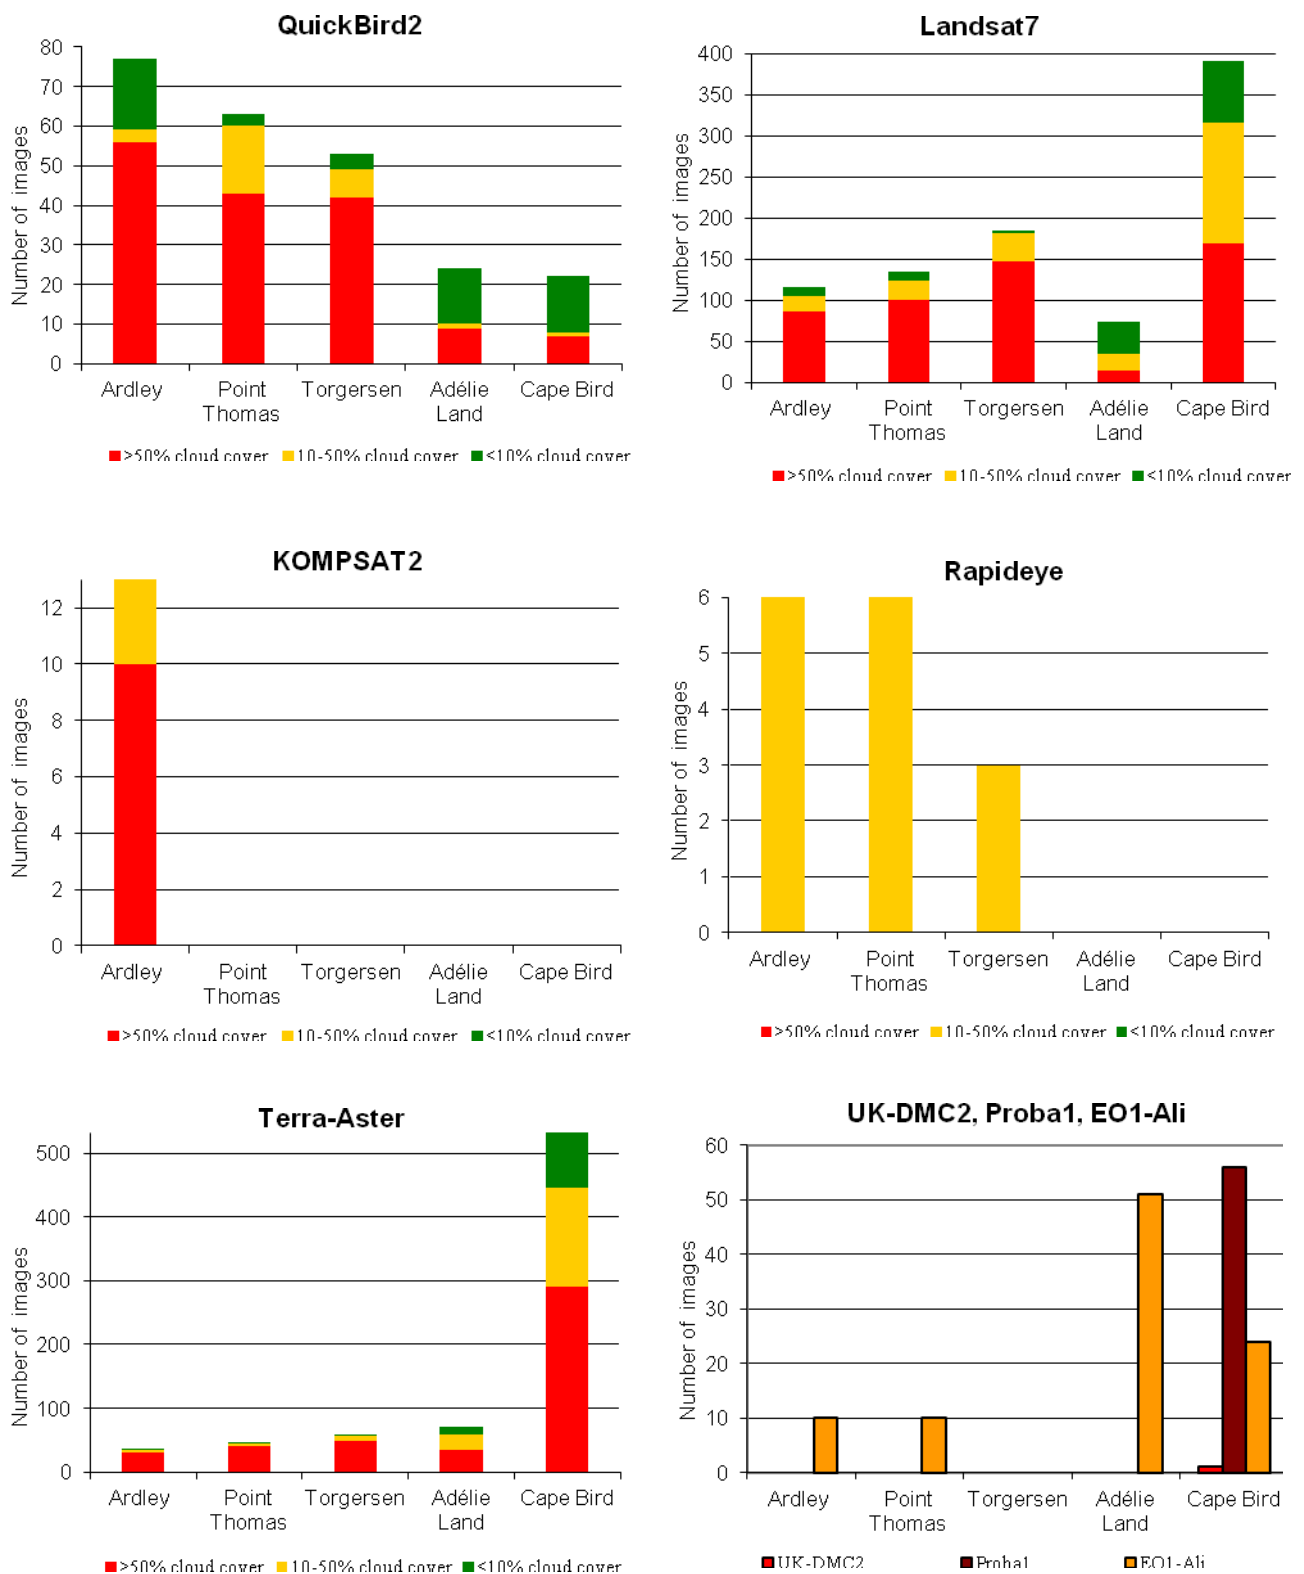 QuickBird2
Number of images
80
70
60
50
40
30
20
10
0
Ardley
Point
Thomas
Torgersen
Adélie
Land
Cape Bird
>50% cloud cover
10-50% cloud cover
<10% cloud cover
Landsat7
Number of images
400
350
300
250
200
150
100
50
0
Ardley
Point
Thomas
Torgersen
Adélie
Land
Cape Bird
>50% cloud cover
10-50% cloud cover
<10% cloud cover
KOMPSAT2
Number of images
12
10
8
6
4
2
0
Ardley
Point
Thomas
Torgersen
Adélie
Land
Cape Bird
>50% cloud cover
10-50% cloud cover
<10% cloud cover
Rapideye
Number of images
6
5
4
3
2
1
0
Ardley
Point
Thomas
Torgersen
Adélie
Land
Cape Bird
>50% cloud cover
10-50% cloud cover
<10% cloud cover
Terra-Aster
Number of images
500
400
300
200
100
0
Ardley
Point
Thomas
Torgersen
Adélie
Land
Cape Bird
>50% cloud cover
10-50% cloud cover
<10% cloud cover
UK-DMC2, Proba1, EO1-Ali
Number of images
60
50
40
30
20
10
0
Ardley
Point
Thomas
Torgersen
Adélie
Land
Cape Bird
UK-DMC2
Proba1
EO1-Ali